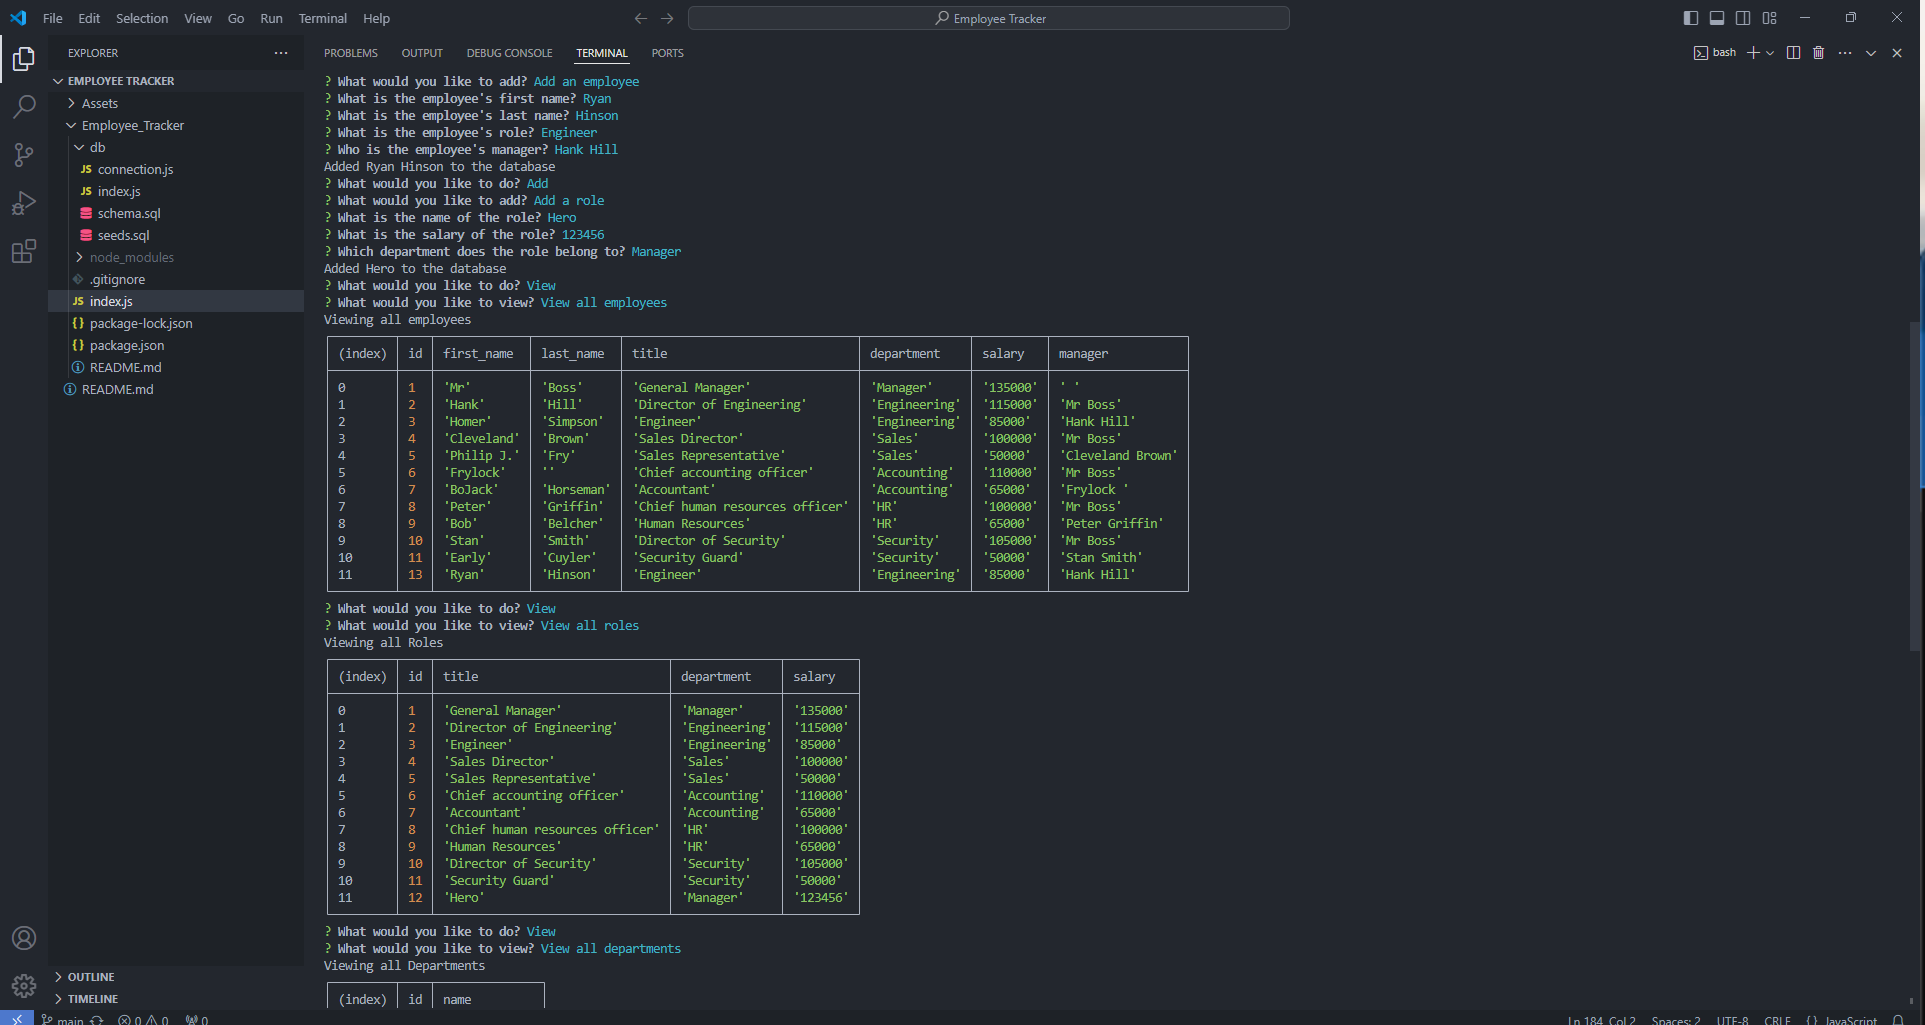 File Edit Selection View Go Run Terminal Help
Employee Tracker
EXPLORER
EMPLOYEE TRACKER
Assets
Employee_Tracker
db
JS connection.js
JS index.js
schema.sql
seeds.sql
node_modules
.gitignore
JS index.js
{} package-lock.json
{} package.json
README.md
README.md
OUTLINE
TIMELINE
PROBLEMS OUTPUT DEBUG CONSOLE TERMINAL PORTS
bash
? What would you like to add? Add an employee
? What is the employee's first name? Ryan
? What is the employee's last name? Hinson
? What is the employee's role? Engineer
? Who is the employee's manager? Hank Hill
Added Ryan Hinson to the database
? What would you like to do? Add
? What would you like to add? Add a role
? What is the name of the role? Hero
? What is the salary of the role? 123456
? Which department does the role belong to? Manager
Added Hero to the database
? What would you like to do? View
? What would you like to view? View all employees
Viewing all employees
(index) id first_name last_name title department salary manager
0 1 'Mr' 'Boss' 'General Manager' 'Manager' '135000' ' '
1 2 'Hank' 'Hill' 'Director of Engineering' 'Engineering' '115000' 'Mr Boss'
2 3 'Homer' 'Simpson' 'Engineer' 'Engineering' '85000' 'Hank Hill'
3 4 'Cleveland' 'Brown' 'Sales Director' 'Sales' '100000' 'Mr Boss'
4 5 'Philip J.' 'Fry' 'Sales Representative' 'Sales' '50000' 'Cleveland Brown'
5 6 'Frylock' '' 'Chief accounting officer' 'Accounting' '110000' 'Mr Boss'
6 7 'BoJack' 'Horseman' 'Accountant' 'Accounting' '65000' 'Frylock '
7 8 'Peter' 'Griffin' 'Chief human resources officer' 'HR' '100000' 'Mr Boss'
8 9 'Bob' 'Belcher' 'Human Resources' 'HR' '65000' 'Peter Griffin'
9 10 'Stan' 'Smith' 'Director of Security' 'Security' '105000' 'Mr Boss'
10 11 'Early' 'Cuyler' 'Security Guard' 'Security' '50000' 'Stan Smith'
11 13 'Ryan' 'Hinson' 'Engineer' 'Engineering' '85000' 'Hank Hill'
? What would you like to do? View
? What would you like to view? View all roles
Viewing all Roles
(index) id title department salary
0 1 'General Manager' 'Manager' '135000'
1 2 'Director of Engineering' 'Engineering' '115000'
2 3 'Engineer' 'Engineering' '85000'
3 4 'Sales Director' 'Sales' '100000'
4 5 'Sales Representative' 'Sales' '50000'
5 6 'Chief accounting officer' 'Accounting' '110000'
6 7 'Accountant' 'Accounting' '65000'
7 8 'Chief human resources officer' 'HR' '100000'
8 9 'Human Resources' 'HR' '65000'
9 10 'Director of Security' 'Security' '105000'
10 11 'Security Guard' 'Security' '50000'
11 12 'Hero' 'Manager' '123456'
? What would you like to do? View
? What would you like to view? View all departments
Viewing all Departments
(index) id name
main 0 0 0 Ln 184, Col 2 Spaces: 2 UTF-8 CRLF {} JavaScript